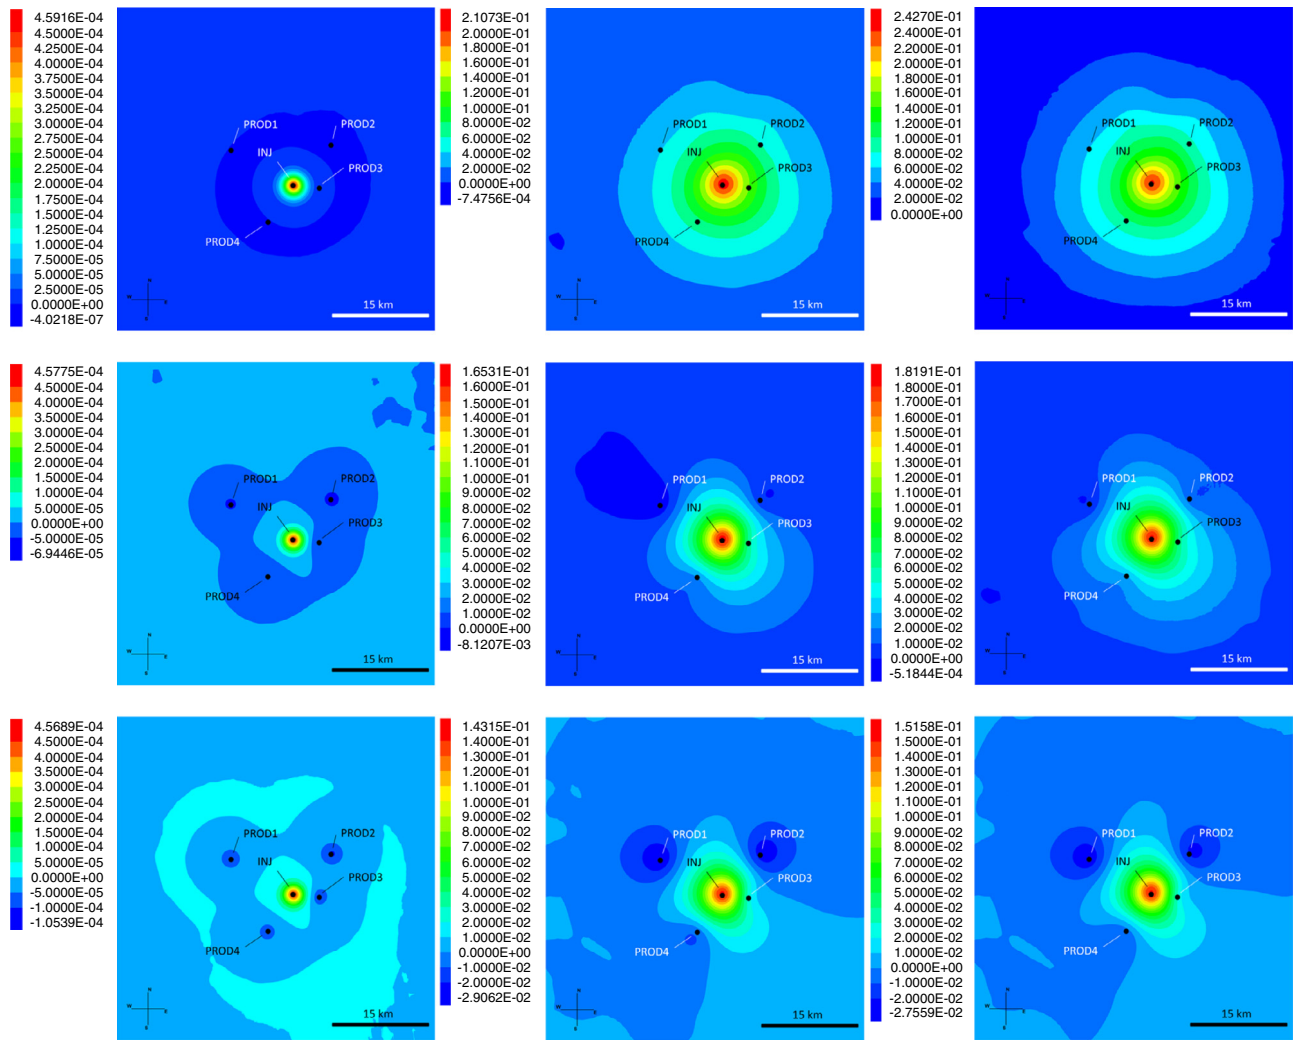 4.5916E-04
4.5000E-04
4.2500E-04
4.0000E-04
3.7500E-04
3.5000E-04
3.2500E-04
3.0000E-04
2.7500E-04
2.5000E-04
2.2500E-04
2.0000E-04
1.7500E-04
1.5000E-04
1.2500E-04
1.0000E-04
7.5000E-05
5.0000E-05
2.5000E-05
0.0000E+00
-4.0218E-07
PROD1
PROD2
INJ
PROD3
PROD4
N
W
E
S
15 km
2.1073E-01
2.0000E-01
1.8000E-01
1.6000E-01
1.4000E-01
1.2000E-01
1.0000E-01
8.0000E-02
6.0000E-02
4.0000E-02
2.0000E-02
0.0000E+00
-7.4756E-04
PROD1
PROD2
INJ
PROD3
PROD4
N
W
E
S
15 km
2.4270E-01
2.4000E-01
2.2000E-01
2.0000E-01
1.8000E-01
1.6000E-01
1.4000E-01
1.2000E-01
1.0000E-01
8.0000E-02
6.0000E-02
4.0000E-02
2.0000E-02
0.0000E+00
PROD1
PROD2
INJ
PROD3
PROD4
N
W
E
S
15 km
4.5775E-04
4.5000E-04
4.0000E-04
3.5000E-04
3.0000E-04
2.5000E-04
2.0000E-04
1.5000E-04
1.0000E-04
5.0000E-05
0.0000E+00
-5.0000E-05
-6.9446E-05
PROD1
PROD2
INJ
PROD3
PROD4
N
W
E
S
15 km
1.6531E-01
1.6000E-01
1.5000E-01
1.4000E-01
1.3000E-01
1.2000E-01
1.1000E-01
1.0000E-01
9.0000E-02
8.0000E-02
7.0000E-02
6.0000E-02
5.0000E-02
4.0000E-02
3.0000E-02
2.0000E-02
1.0000E-02
0.0000E+00
-8.1207E-03
PROD1
PROD2
INJ
PROD3
PROD4
N
W
E
S
15 km
1.8191E-01
1.8000E-01
1.7000E-01
1.6000E-01
1.5000E-01
1.4000E-01
1.3000E-01
1.2000E-01
1.1000E-01
1.0000E-01
9.0000E-02
8.0000E-02
7.0000E-02
6.0000E-02
5.0000E-02
4.0000E-02
3.0000E-02
2.0000E-02
1.0000E-02
0.0000E+00
-5.1844E-04
PROD1
PROD2
INJ
PROD3
PROD4
N
W
E
S
15 km
4.5689E-04
4.5000E-04
4.0000E-04
3.5000E-04
3.0000E-04
2.5000E-04
2.0000E-04
1.5000E-04
1.0000E-04
5.0000E-05
0.0000E+00
-5.0000E-05
-1.0000E-04
-1.0539E-04
PROD1
PROD2
INJ
PROD3
PROD4
N
W
E
S
15 km
1.4315E-01
1.4000E-01
1.3000E-01
1.2000E-01
1.1000E-01
1.0000E-01
9.0000E-02
8.0000E-02
7.0000E-02
6.0000E-02
5.0000E-02
4.0000E-02
3.0000E-02
2.0000E-02
1.0000E-02
0.0000E+00
-1.0000E-02
-2.0000E-02
-2.9062E-02
PROD1
PROD2
INJ
PROD3
PROD4
N
W
E
S
15 km
1.5158E-01
1.5000E-01
1.4000E-01
1.3000E-01
1.2000E-01
1.1000E-01
1.0000E-01
9.0000E-02
8.0000E-02
7.0000E-02
6.0000E-02
5.0000E-02
4.0000E-02
3.0000E-02
2.0000E-02
1.0000E-02
0.0000E+00
-1.0000E-02
-2.0000E-02
-2.7559E-02
PROD1
PROD2
INJ
PROD3
PROD4
N
W
E
S
15 km